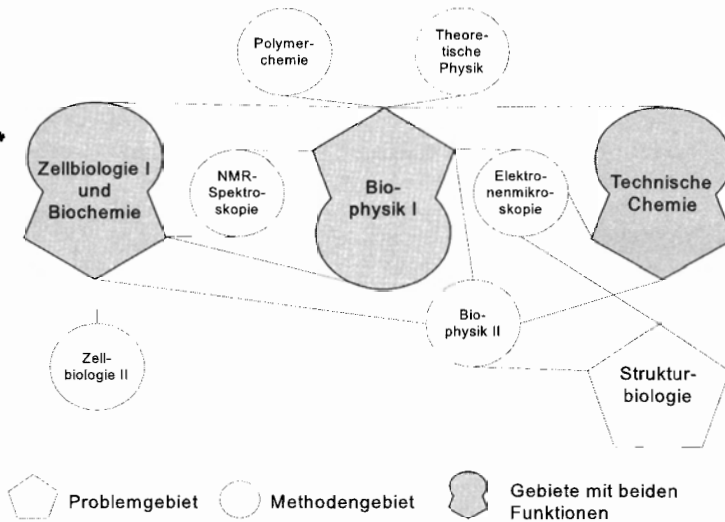 Polymer-
chemie
Theore-
tische
Physik
Zellbiologie I
und
Biochemie
NMR-
Spektro-
skopie
Bio-
physik I
Elektro-
nenmikro-
skopie
Technische
Chemie
Zell-
biologie II
Bio-
physik II
Struktur-
biologie
Problemgebiet
Methodengebiet
Gebiete mit beiden
Funktionen